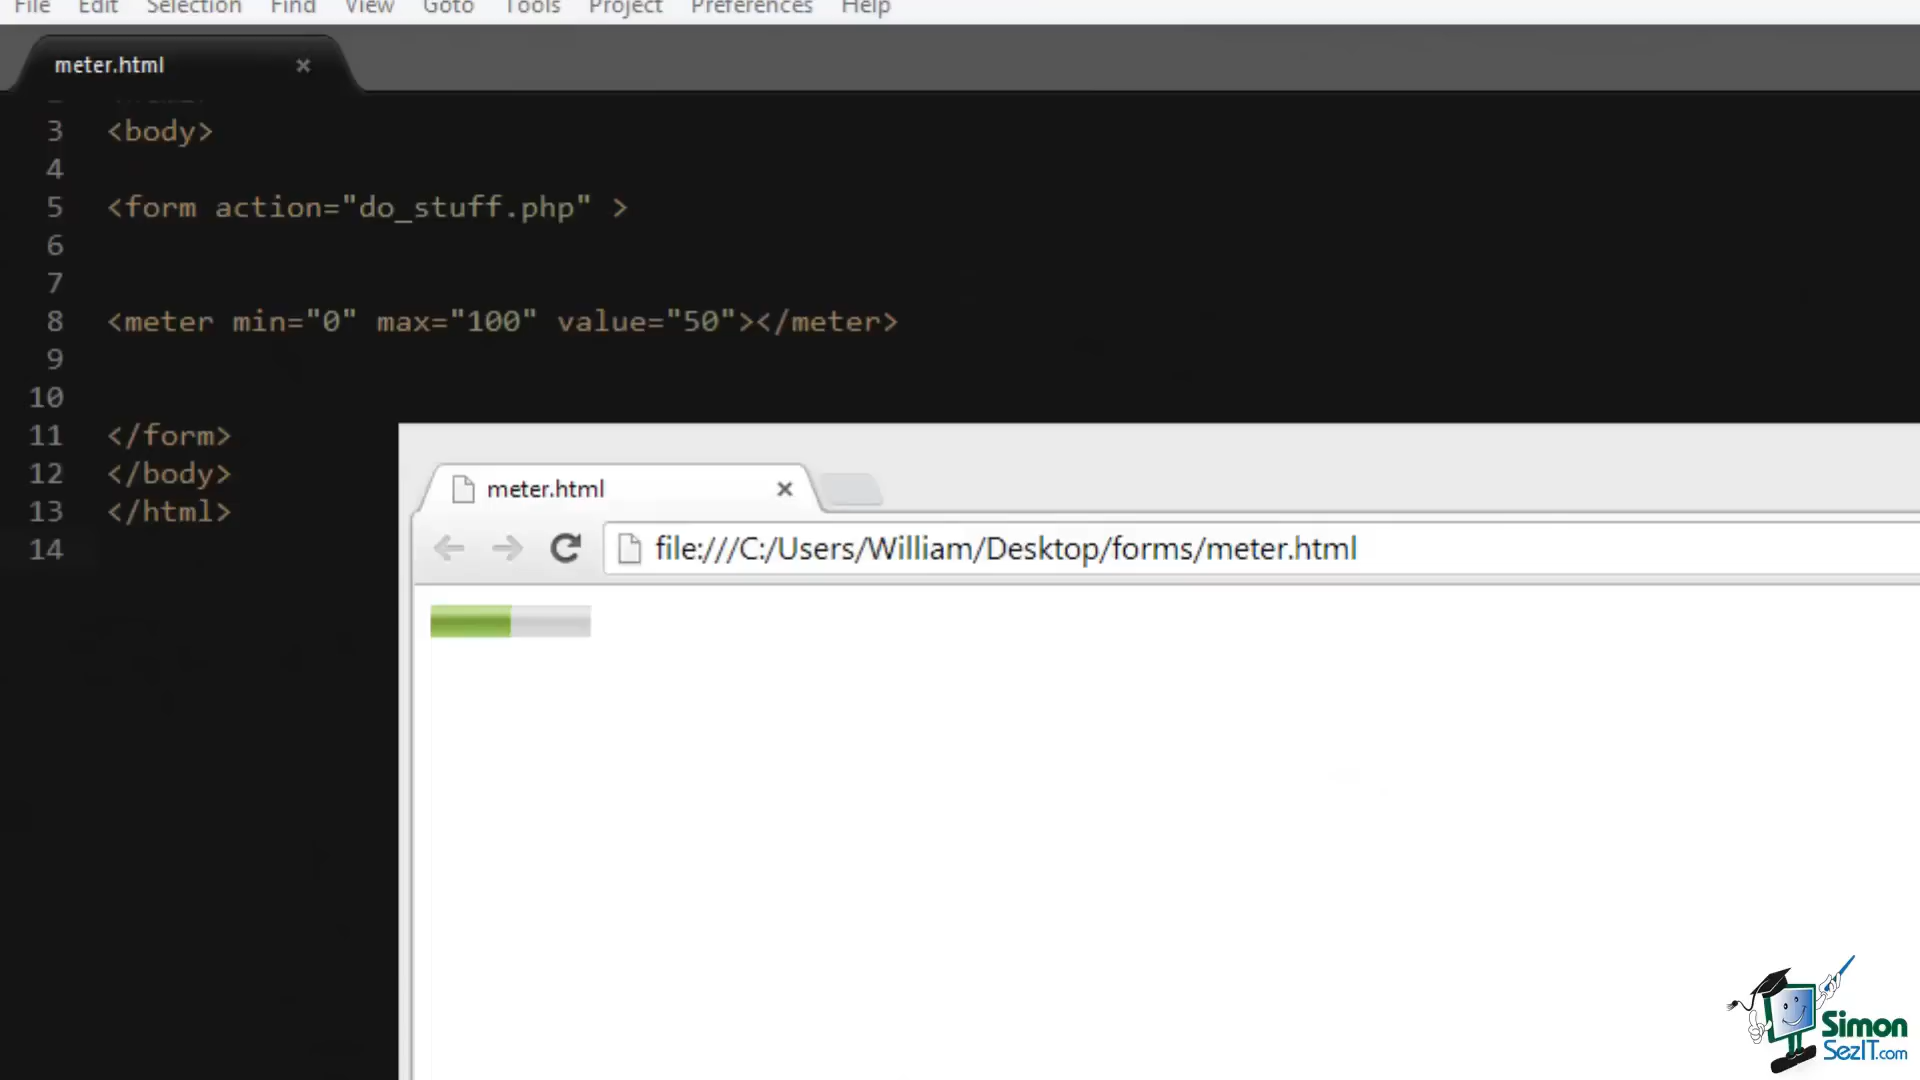 File Edit Selection Find View Goto Tools Project Preferences Help
meter.html ×
3 <body>
4
5 <form action="do_stuff.php" >
6
7
8 <meter min="0" max="100" value="50"></meter>
9
10
11 </form>
12 </body>
13 </html>
14
meter.html ×
file:///C:/Users/William/Desktop/forms/meter.html
Simon
SezIT.com